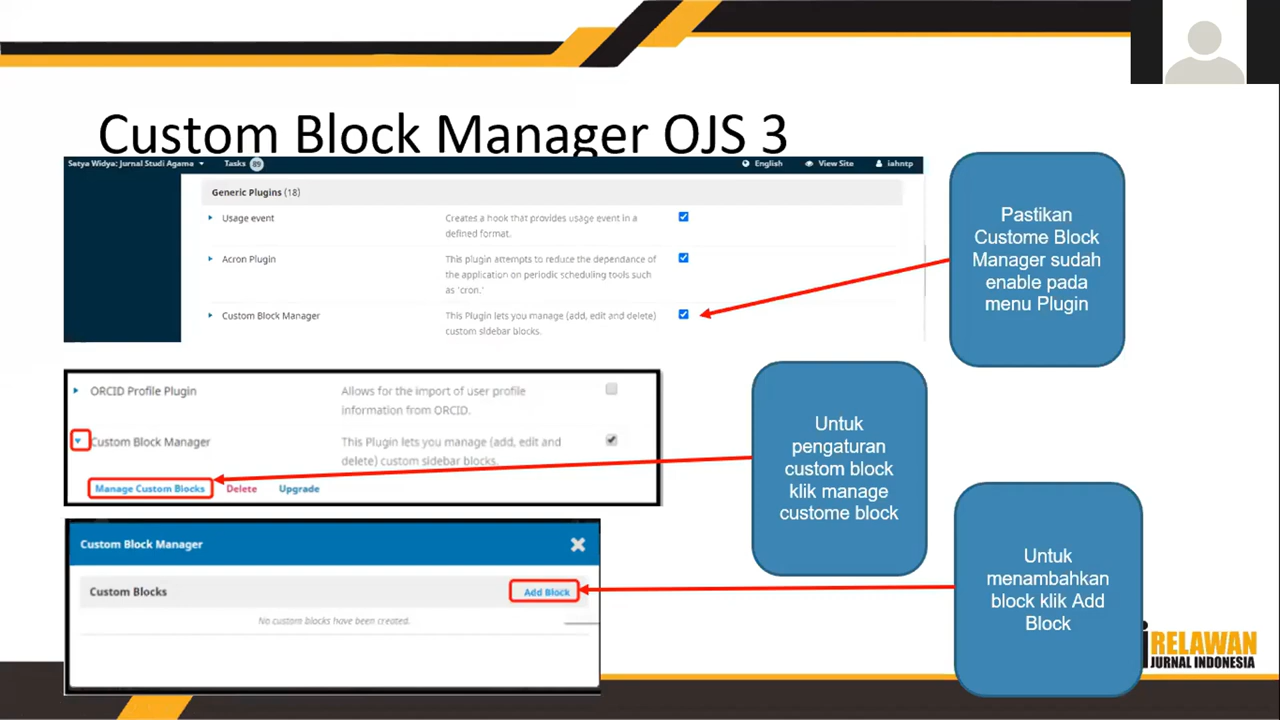 Custom Block Manager OJS 3
Satya Widya: Jurnal Studi Agama Tasks 89 English View Site iahntp
Generic Plugins (18)
Usage event
Creates a hook that provides usage event in a
defined format.
Acron Plugin
This plugin attempts to reduce the dependance of
the application on periodic scheduling tools such
as 'cron.'
Custom Block Manager
This Plugin lets you manage (add, edit and delete)
custom sidebar blocks.
Pastikan
Custome Block
Manager sudah
enable pada
menu Plugin
ORCID Profile Plugin
Allows for the import of user profile
information from ORCID.
Custom Block Manager
This Plugin lets you manage (add, edit and
delete) custom sidebar blocks.
Manage Custom Blocks Delete Upgrade
Untuk
pengaturan
custom block
klik manage
custome block
Custom Block Manager
Custom Blocks
Add Block
No custom blocks have been created.
Untuk
menambahkan
block klik Add
Block
RELAWAN
JURNAL INDONESIA